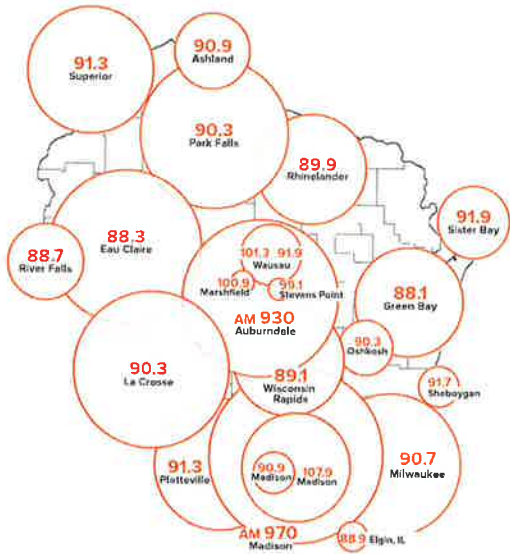 90.9
Ashland
91.3
Superior
90.3
Park Falls
89.9
Rhinelander
91.9
Sister Bay
88.3
Eau Claire
88.7
River Falls
101.3 91.9
Wausau
100.9
Marshfield
99.1
Stevens Point
88.1
Green Bay
AM 930
Auburndale
90.3
Oshkosh
90.3
La Crosse
89.1
Wisconsin
Rapids
91.7
Sheboygan
91.3
Platteville
90.9
Madison
107.9
Madison
90.7
Milwaukee
AM 970
Madison
88.9 Elgin, IL